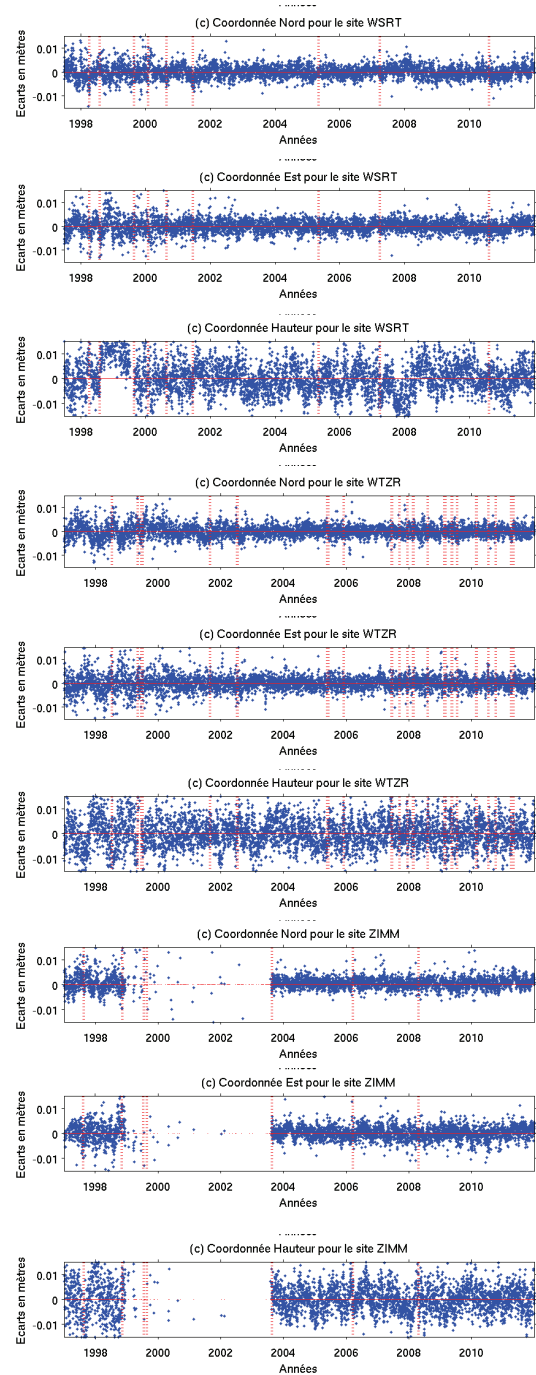 (c) Coordonnée Nord pour le site WSRT
Ecarts en mètres
0.01
0
-0.01
1998 2000 2002 2004 2006 2008 2010
Années
(c) Coordonnée Est pour le site WSRT
Ecarts en mètres
0.01
0
-0.01
1998 2000 2002 2004 2006 2008 2010
Années
(c) Coordonnée Hauteur pour le site WSRT
Ecarts en mètres
0.01
0
-0.01
1998 2000 2002 2004 2006 2008 2010
Années
(c) Coordonnée Nord pour le site WTZR
Ecarts en mètres
0.01
0
-0.01
1998 2000 2002 2004 2006 2008 2010
Années
(c) Coordonnée Est pour le site WTZR
Ecarts en mètres
0.01
0
-0.01
1998 2000 2002 2004 2006 2008 2010
Années
(c) Coordonnée Hauteur pour le site WTZR
Ecarts en mètres
0.01
0
-0.01
1998 2000 2002 2004 2006 2008 2010
Années
(c) Coordonnée Nord pour le site ZIMM
Ecarts en mètres
0.01
0
-0.01
1998 2000 2002 2004 2006 2008 2010
Années
(c) Coordonnée Est pour le site ZIMM
Ecarts en mètres
0.01
0
-0.01
1998 2000 2002 2004 2006 2008 2010
Années
(c) Coordonnée Hauteur pour le site ZIMM
Ecarts en mètres
0.01
0
-0.01
1998 2000 2002 2004 2006 2008 2010
Années